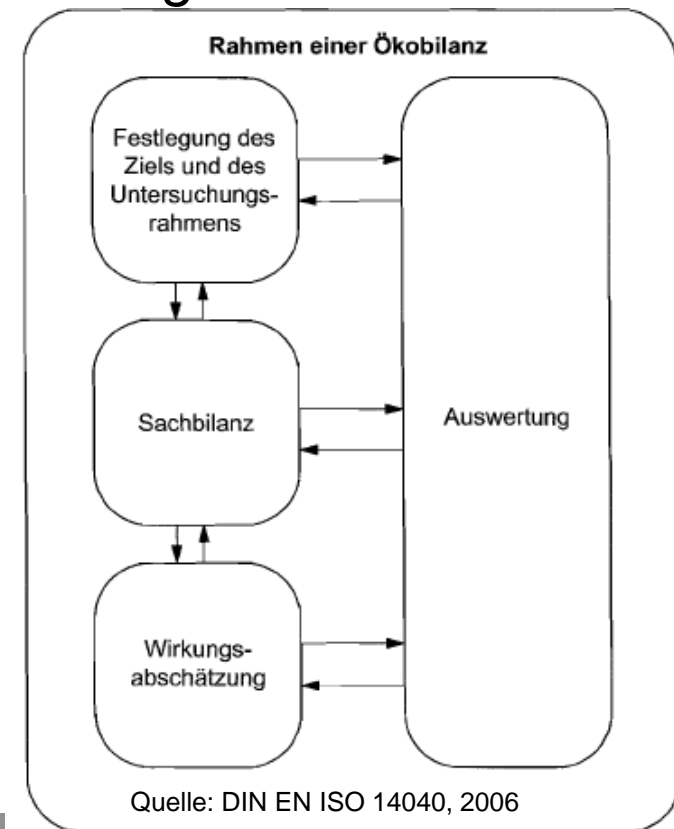 Rahmen einer Ökobilanz
Festlegung des
Ziels und des
Untersuchungs-
rahmens
Sachbilanz
Wirkungs-
abschätzung
Auswertung
Quelle: DIN EN ISO 14040, 2006